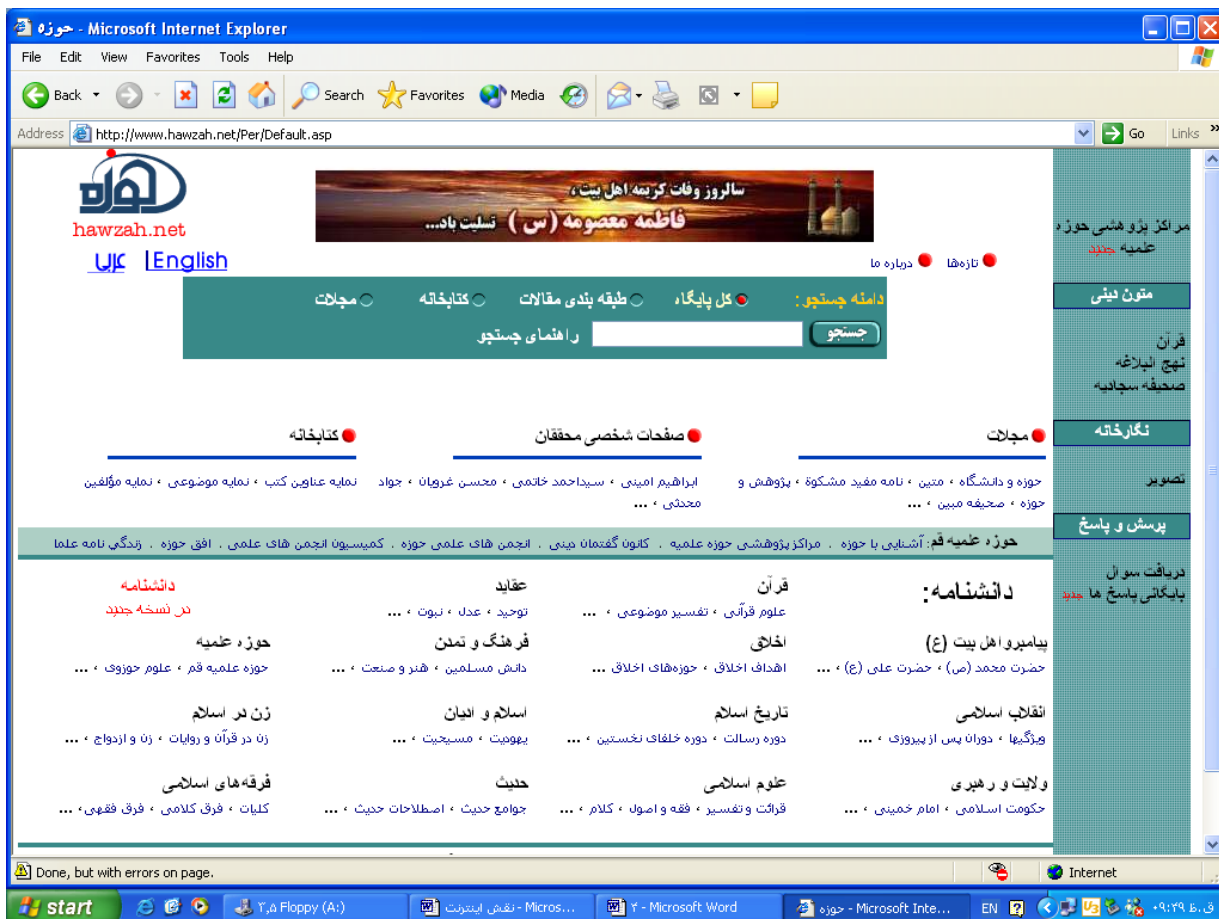 حوزه - Microsoft Internet Explorer
File Edit View Favorites Tools Help
Back Search Favorites Media
Address http://www.hawzah.net/Per/Default.asp Go Links »
حوزه
hawzah.net
عربی |English
سالروز وفات کریمه اهل بیت ،
فاطمه معصومه (س) تسلیت باد...
تازه‌ها درباره ما
دامنه جستجو : کل پایگاه طبقه بندی مقالات کتابخانه مجلات
جستجو راهنمای جستجو
مراکز پژوهشی حوزه
علمیه جدید
متون دینی
قرآن
نهج البلاغه
صحیفه سجادیه
نگارخانه
تصویر
پرسش و پاسخ
دریافت سوال
بایگانی پاسخ ها جدید
مجلات
حوزه و دانشگاه ، متین ، نامه مفید مشکوة ، پژوهش و
حوزه ، صحیفه مبین ، ...
صفحات شخصی محققان
ابراهیم امینی ، سیداحمد خاتمی ، محسن غرویان ، جواد
محدثی ، ...
کتابخانه
نمایه عناوین کتب ، نمایه موضوعی ، نمایه مؤلفین
حوزه علمیه قم: آشنایی با حوزه . مراکز پژوهشی حوزه علمیه . کانون گفتمان دینی . انجمن های علمی حوزه . کمیسیون انجمن های علمی . افق حوزه . زندگي نامه علما
دانشنامه:
قرآن
علوم قرآنی ، تفسیر موضوعی ، ...
عقاید
توحید ، عدل ، نبوت ، ...
دانشنامه
در نسخه جدید
پیامبرو اهل بیت (ع)
حضرت محمد (ص) ، حضرت علی (ع) ، ...
اخلاق
اهداف اخلاق ، حوزه‌های اخلاق ...
فرهنگ و تمدن
دانش مسلمین ، هنر و صنعت ، ...
حوزه علمیه
حوزه علمیه قم ، علوم حوزوی ، ...
انقلاب اسلامی
ویژگیها ، دوران پس از پیروزی ، ...
تاریخ اسلام
دوره رسالت ، دوره خلفای نخستین ، ...
اسلام و ادیان
یهودیت ، مسیحیت ، ...
زن در اسلام
زن در قرآن و روایات ، زن و ازدواج ، ...
ولایت و رهبری
حکومت اسلامی ، امام خمینی ، ...
علوم اسلامی
قرائت و تفسیر ، فقه و اصول ، کلام ، ...
حدیث
جوامع حدیث ، اصطلاحات حدیث ، ...
فرقه‌های اسلامی
کلیات ، فرق کلامی ، فرق فقهی، ...
Done, but with errors on page. Internet
start ۳,۵ Floppy (A:) نقش اینترنت - Micros... ۴ - Microsoft Word حوزه - Microsoft Inte... EN ۰۹:۴۹ ق.ظ